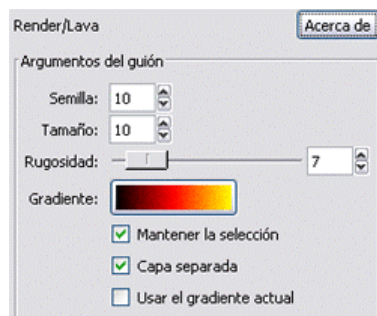 Render/Lava Acerca de
Argumentos del guión
Semilla: 10
Tamaño: 10
Rugosidad: 7
Gradiente:
Mantener la selección
Capa separada
Usar el gradiente actual